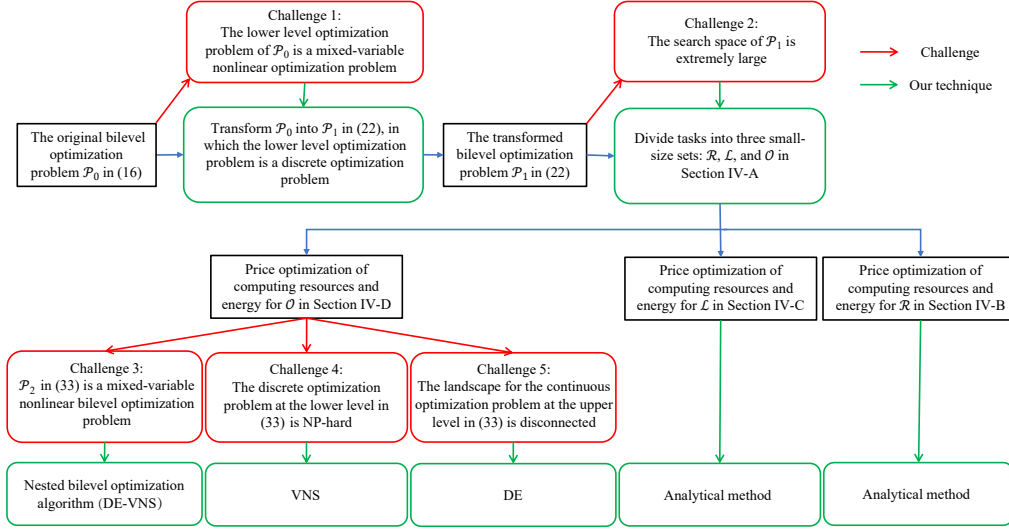 Challenge 1:
The lower level optimization
problem of 𝒫₀ is a mixed-variable
nonlinear optimization problem
Challenge 2:
The search space of 𝒫₁ is
extremely large
Challenge
Our technique
The original bilevel
optimization
problem 𝒫₀ in (16)
Transform 𝒫₀ into 𝒫₁ in (22), in
which the lower level optimization
problem is a discrete optimization
problem
The transformed
bilevel optimization
problem 𝒫₁ in (22)
Divide tasks into three small-
size sets: ℛ, ℒ, and 𝒪 in
Section IV-A
Price optimization of
computing resources and
energy for 𝒪 in Section IV-D
Price optimization of
computing resources and
energy for ℒ in Section IV-C
Price optimization of
computing resources and
energy for ℛ in Section IV-B
Challenge 3:
𝒫₂ in (33) is a mixed-variable
nonlinear bilevel optimization
problem
Challenge 4:
The discrete optimization
problem at the lower level in
(33) is NP-hard
Challenge 5:
The landscape for the continuous
optimization problem at the upper
level in (33) is disconnected
Nested bilevel optimization
algorithm (DE-VNS)
VNS
DE
Analytical method
Analytical method